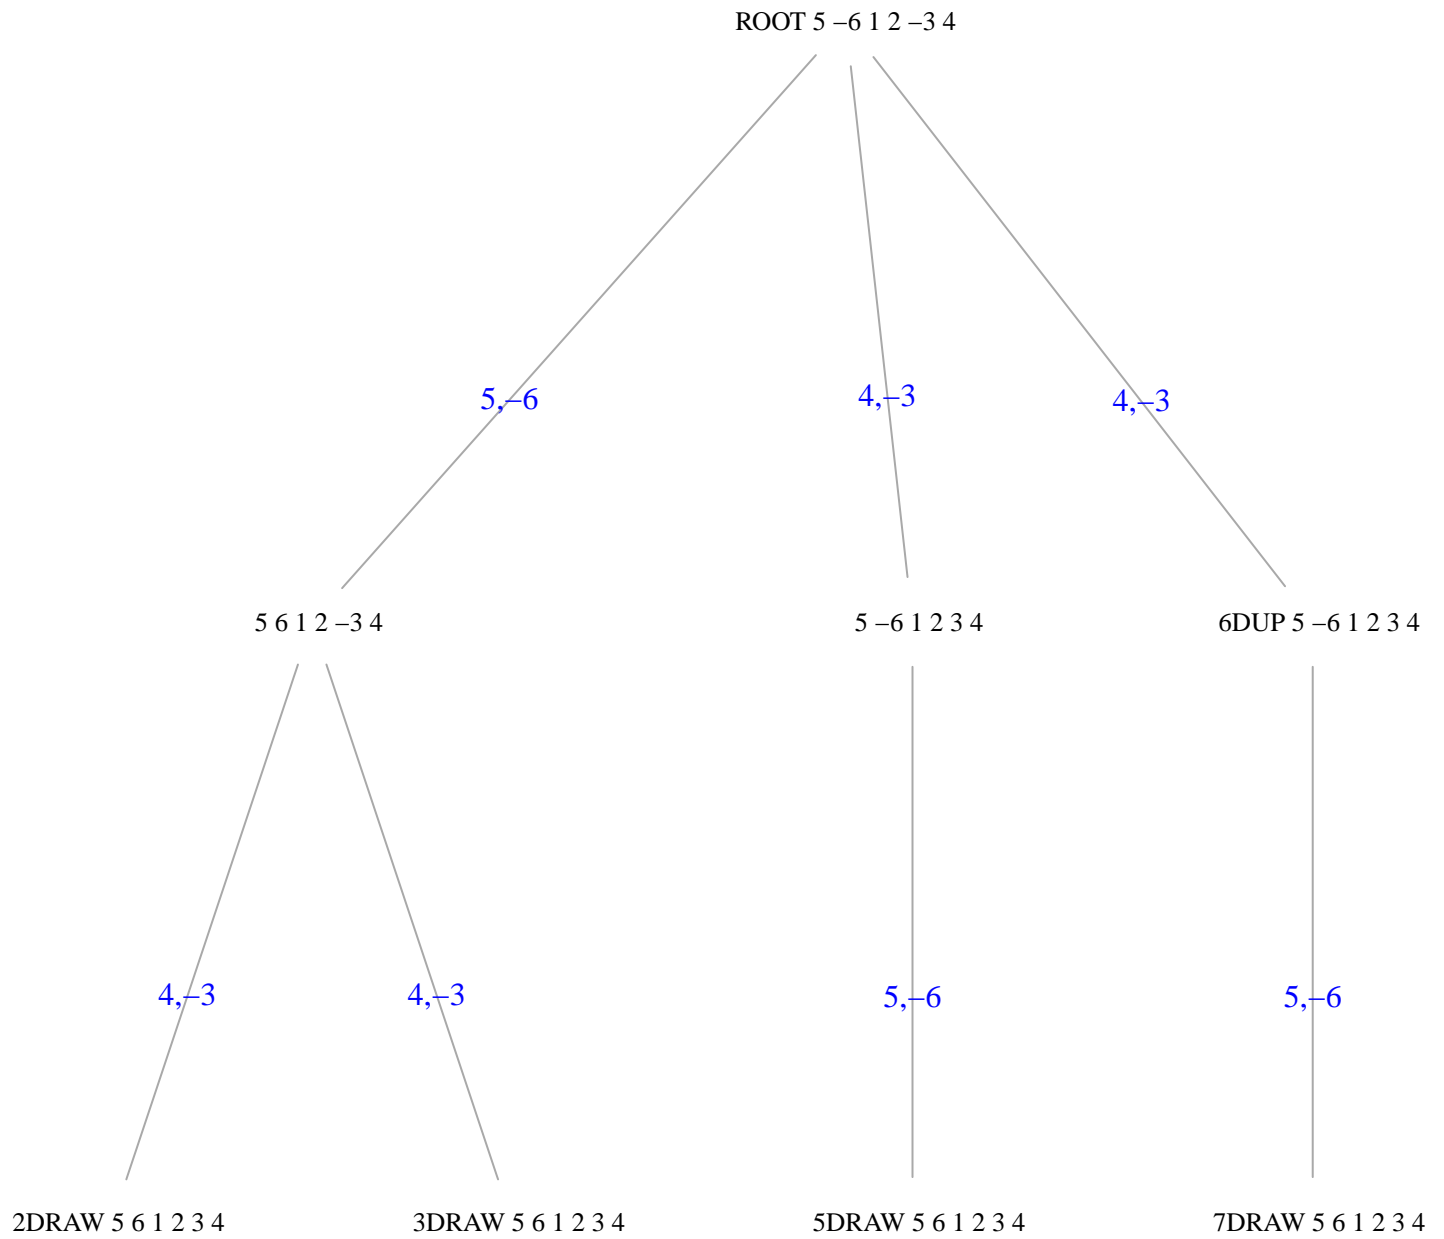 ROOT 5 –6 1 2 –3 4
5,–6
4,–3
4,–3
5 6 1 2 –3 4
5 –6 1 2 3 4
6DUP 5 –6 1 2 3 4
4,–3
4,–3
5,–6
5,–6
2DRAW 5 6 1 2 3 4
3DRAW 5 6 1 2 3 4
5DRAW 5 6 1 2 3 4
7DRAW 5 6 1 2 3 4